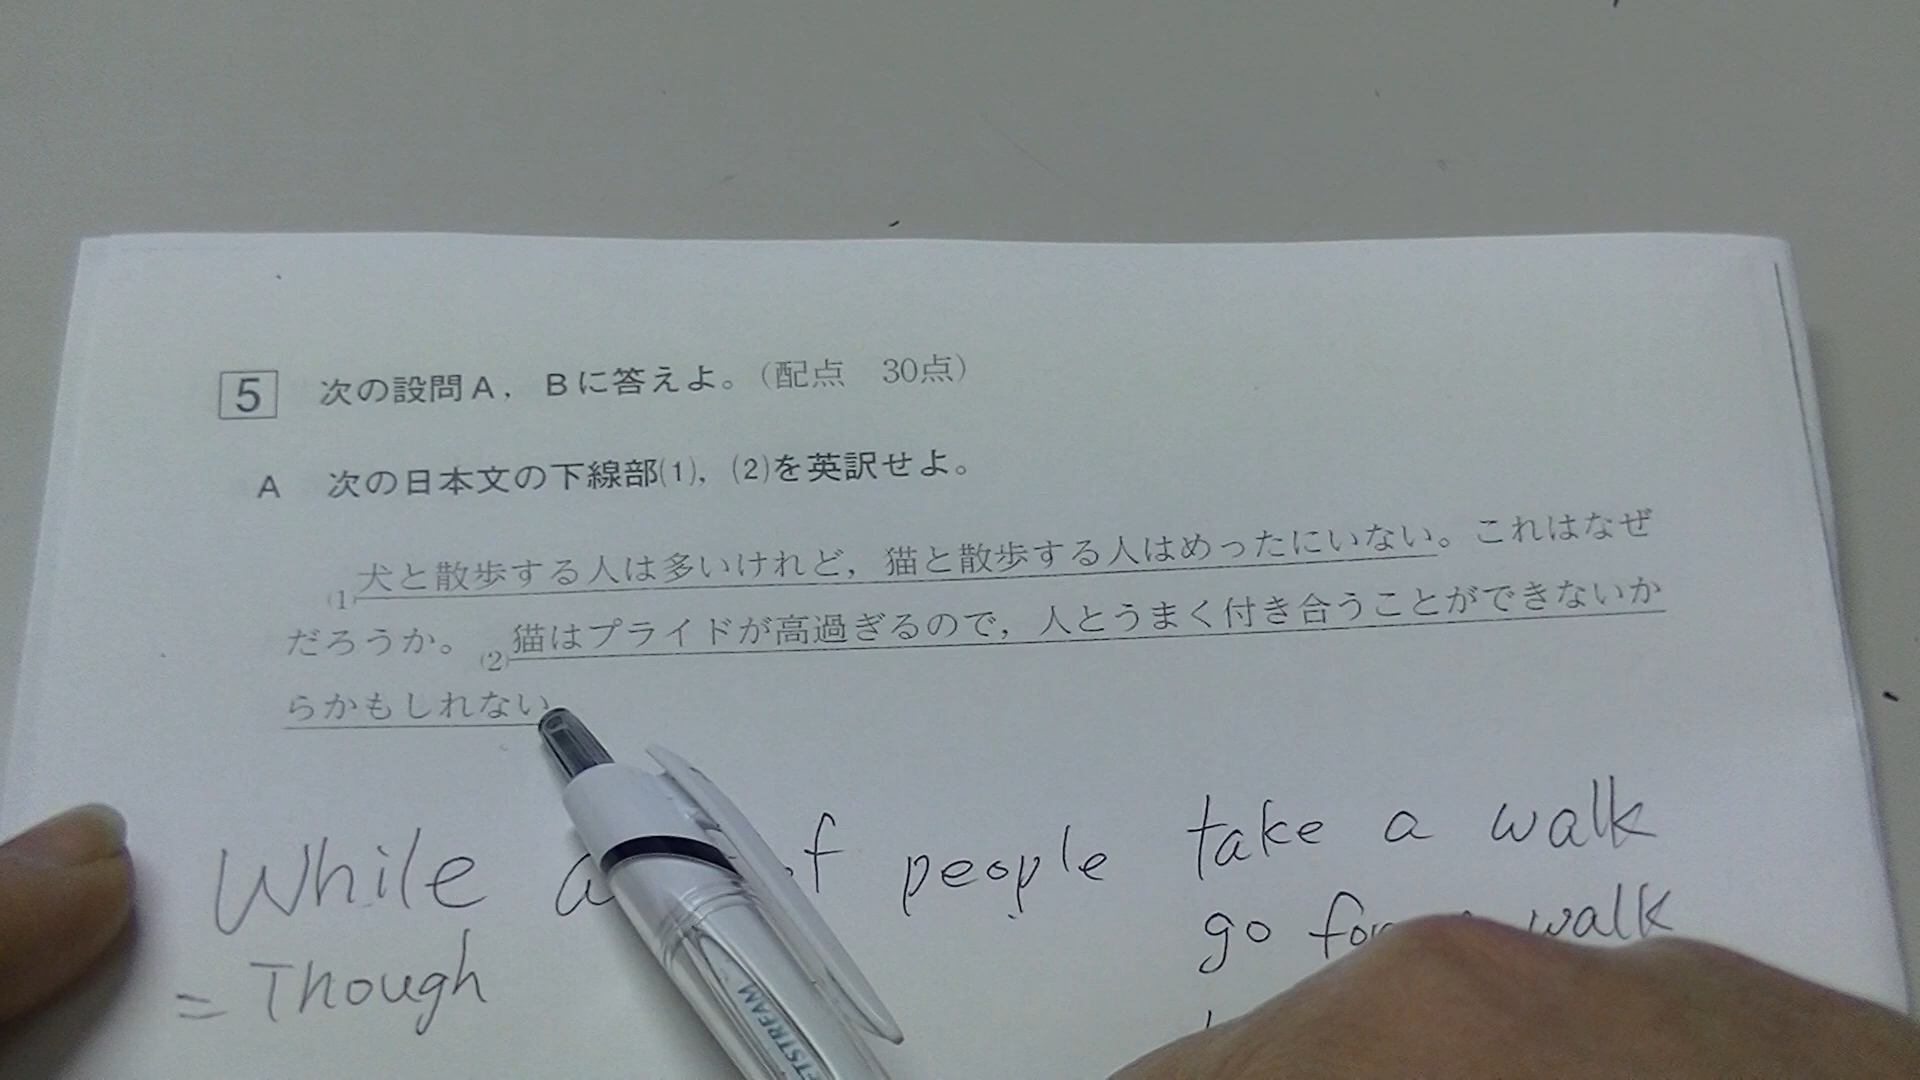 5 次の設問A，Bに答えよ。（配点 30点）
A 次の日本文の下線部(1)，(2)を英訳せよ。
(1)犬と散歩する人は多いけれど，猫と散歩する人はめったにいない。これはなぜ
だろうか。(2)猫はプライドが高過ぎるので，人とうまく付き合うことができないか
らかもしれない
While of people take a walk
go for walk
= Though